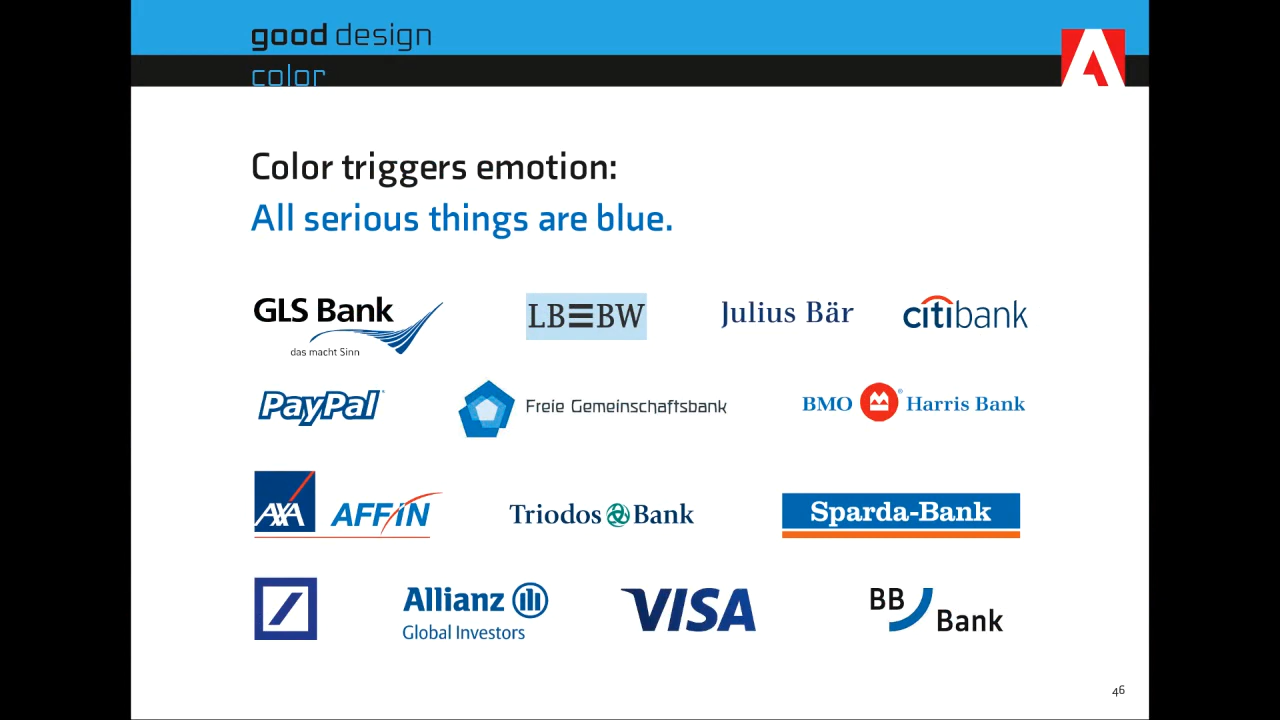 good design
color
Color triggers emotion:
All serious things are blue.
GLS Bank
das macht Sinn
LB≡BW
Julius Bär
citibank
PayPal
Freie Gemeinschaftsbank
BMO ® Harris Bank
AXA AFFIN
Triodos Bank
Sparda-Bank
Allianz
Global Investors
VISA
BB
Bank
46